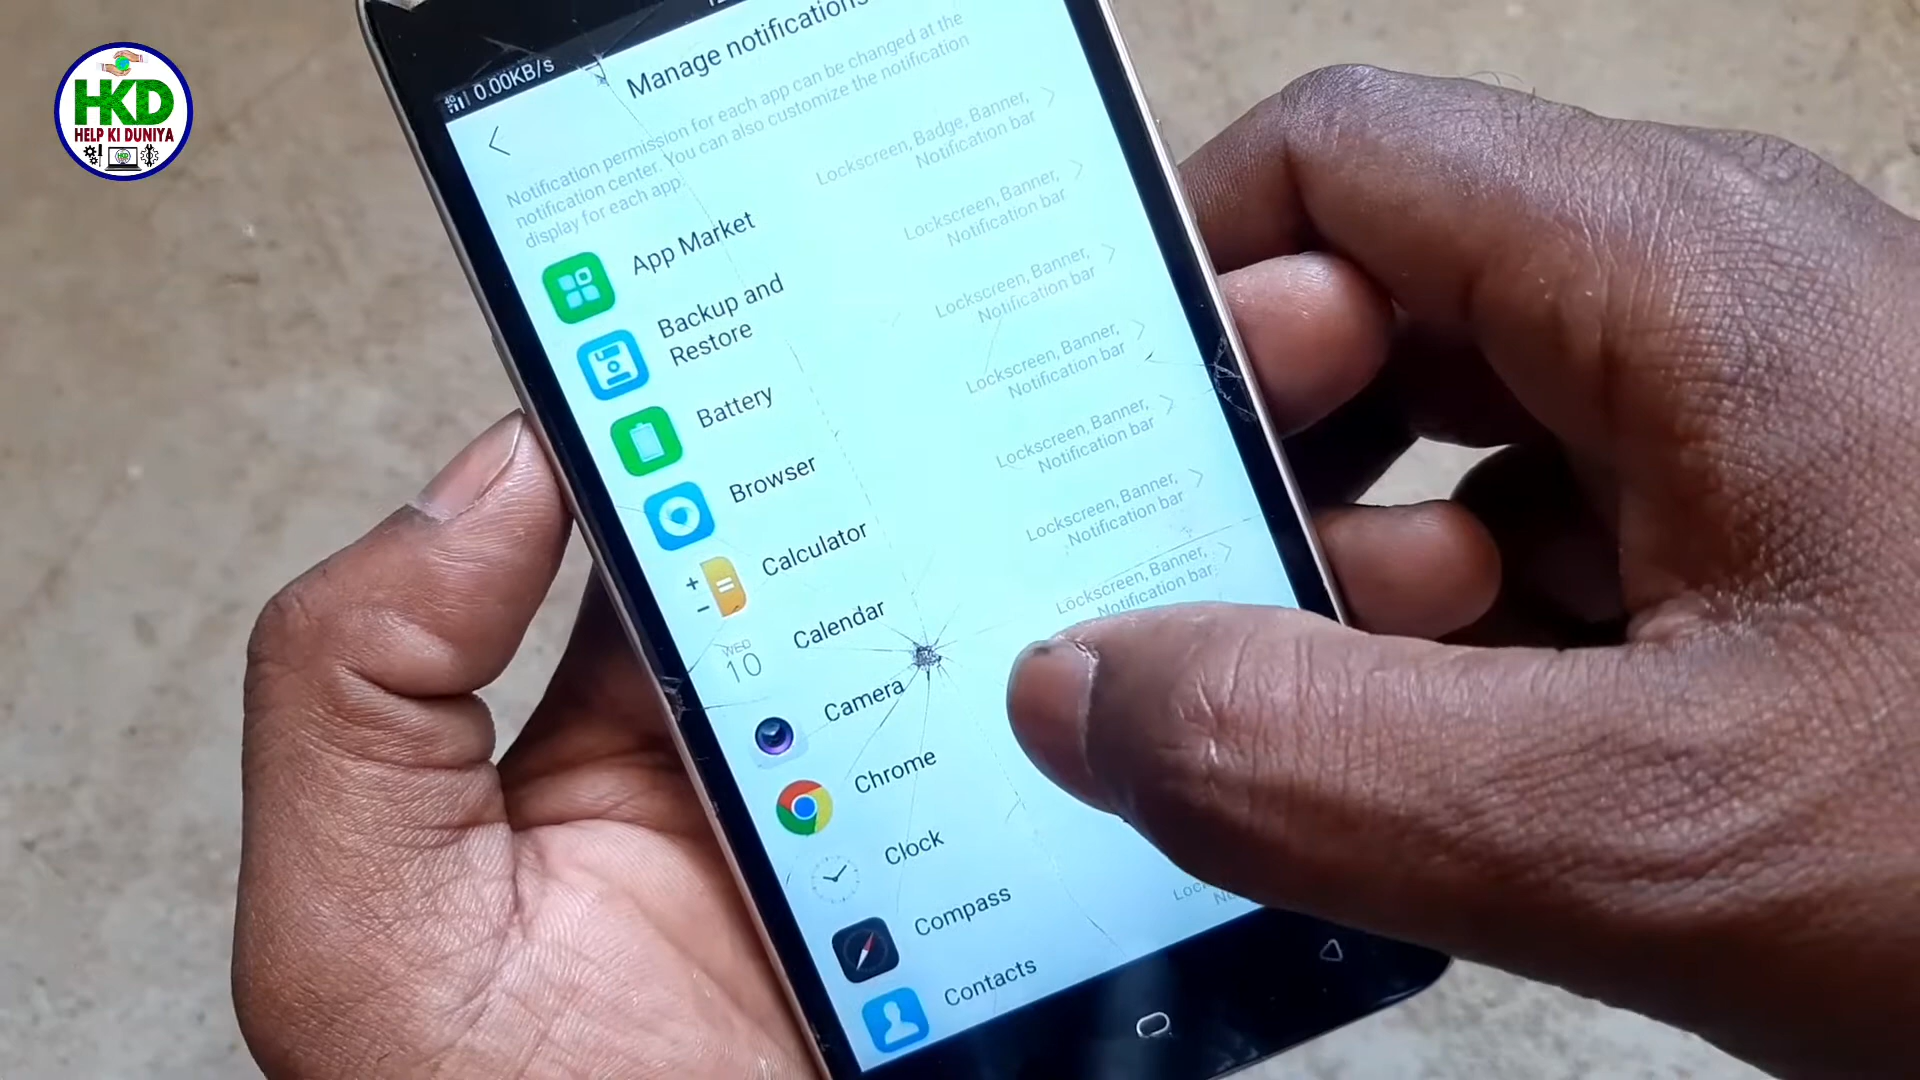 HKD
HELP KI DUNIYA
4G 0.00KB/s
Manage notifications
Notification permission for each app can be changed at the
notification center. You can also customize the notification
display for each app.
App Market
Lockscreen, Badge, Banner,
Notification bar
Backup and
Restore
Lockscreen, Banner,
Notification bar
Battery
Lockscreen, Banner,
Notification bar
Browser
Lockscreen, Banner,
Notification bar
Calculator
Lockscreen, Banner,
Notification bar
WED
10
Calendar
Lockscreen, Banner,
Notification bar
Camera
Lockscreen, Banner,
Notification bar
Chrome
Clock
Compass
Contacts